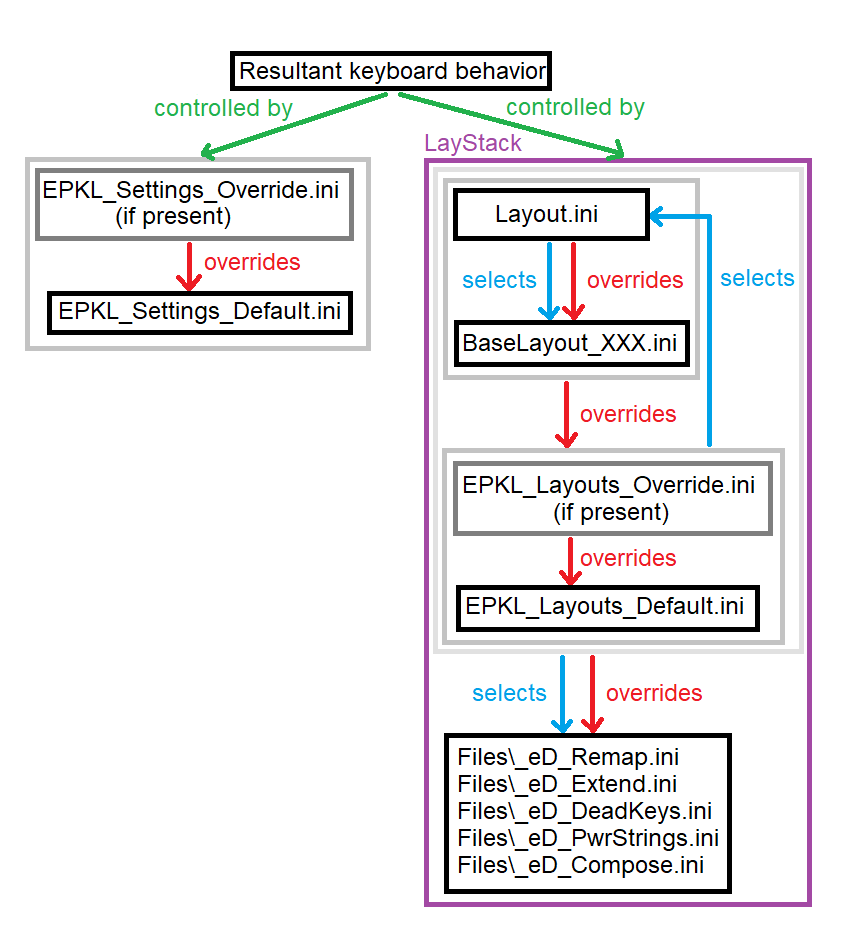 Resultant keyboard behavior
controlled by
controlled by
LayStack
EPKL_Settings_Override.ini
(if present)
overrides
EPKL_Settings_Default.ini
Layout.ini
selects
overrides
selects
BaseLayout_XXX.ini
overrides
EPKL_Layouts_Override.ini
(if present)
overrides
EPKL_Layouts_Default.ini
selects
overrides
Files\_eD_Remap.ini
Files\_eD_Extend.ini
Files\_eD_DeadKeys.ini
Files\_eD_PwrStrings.ini
Files\_eD_Compose.ini